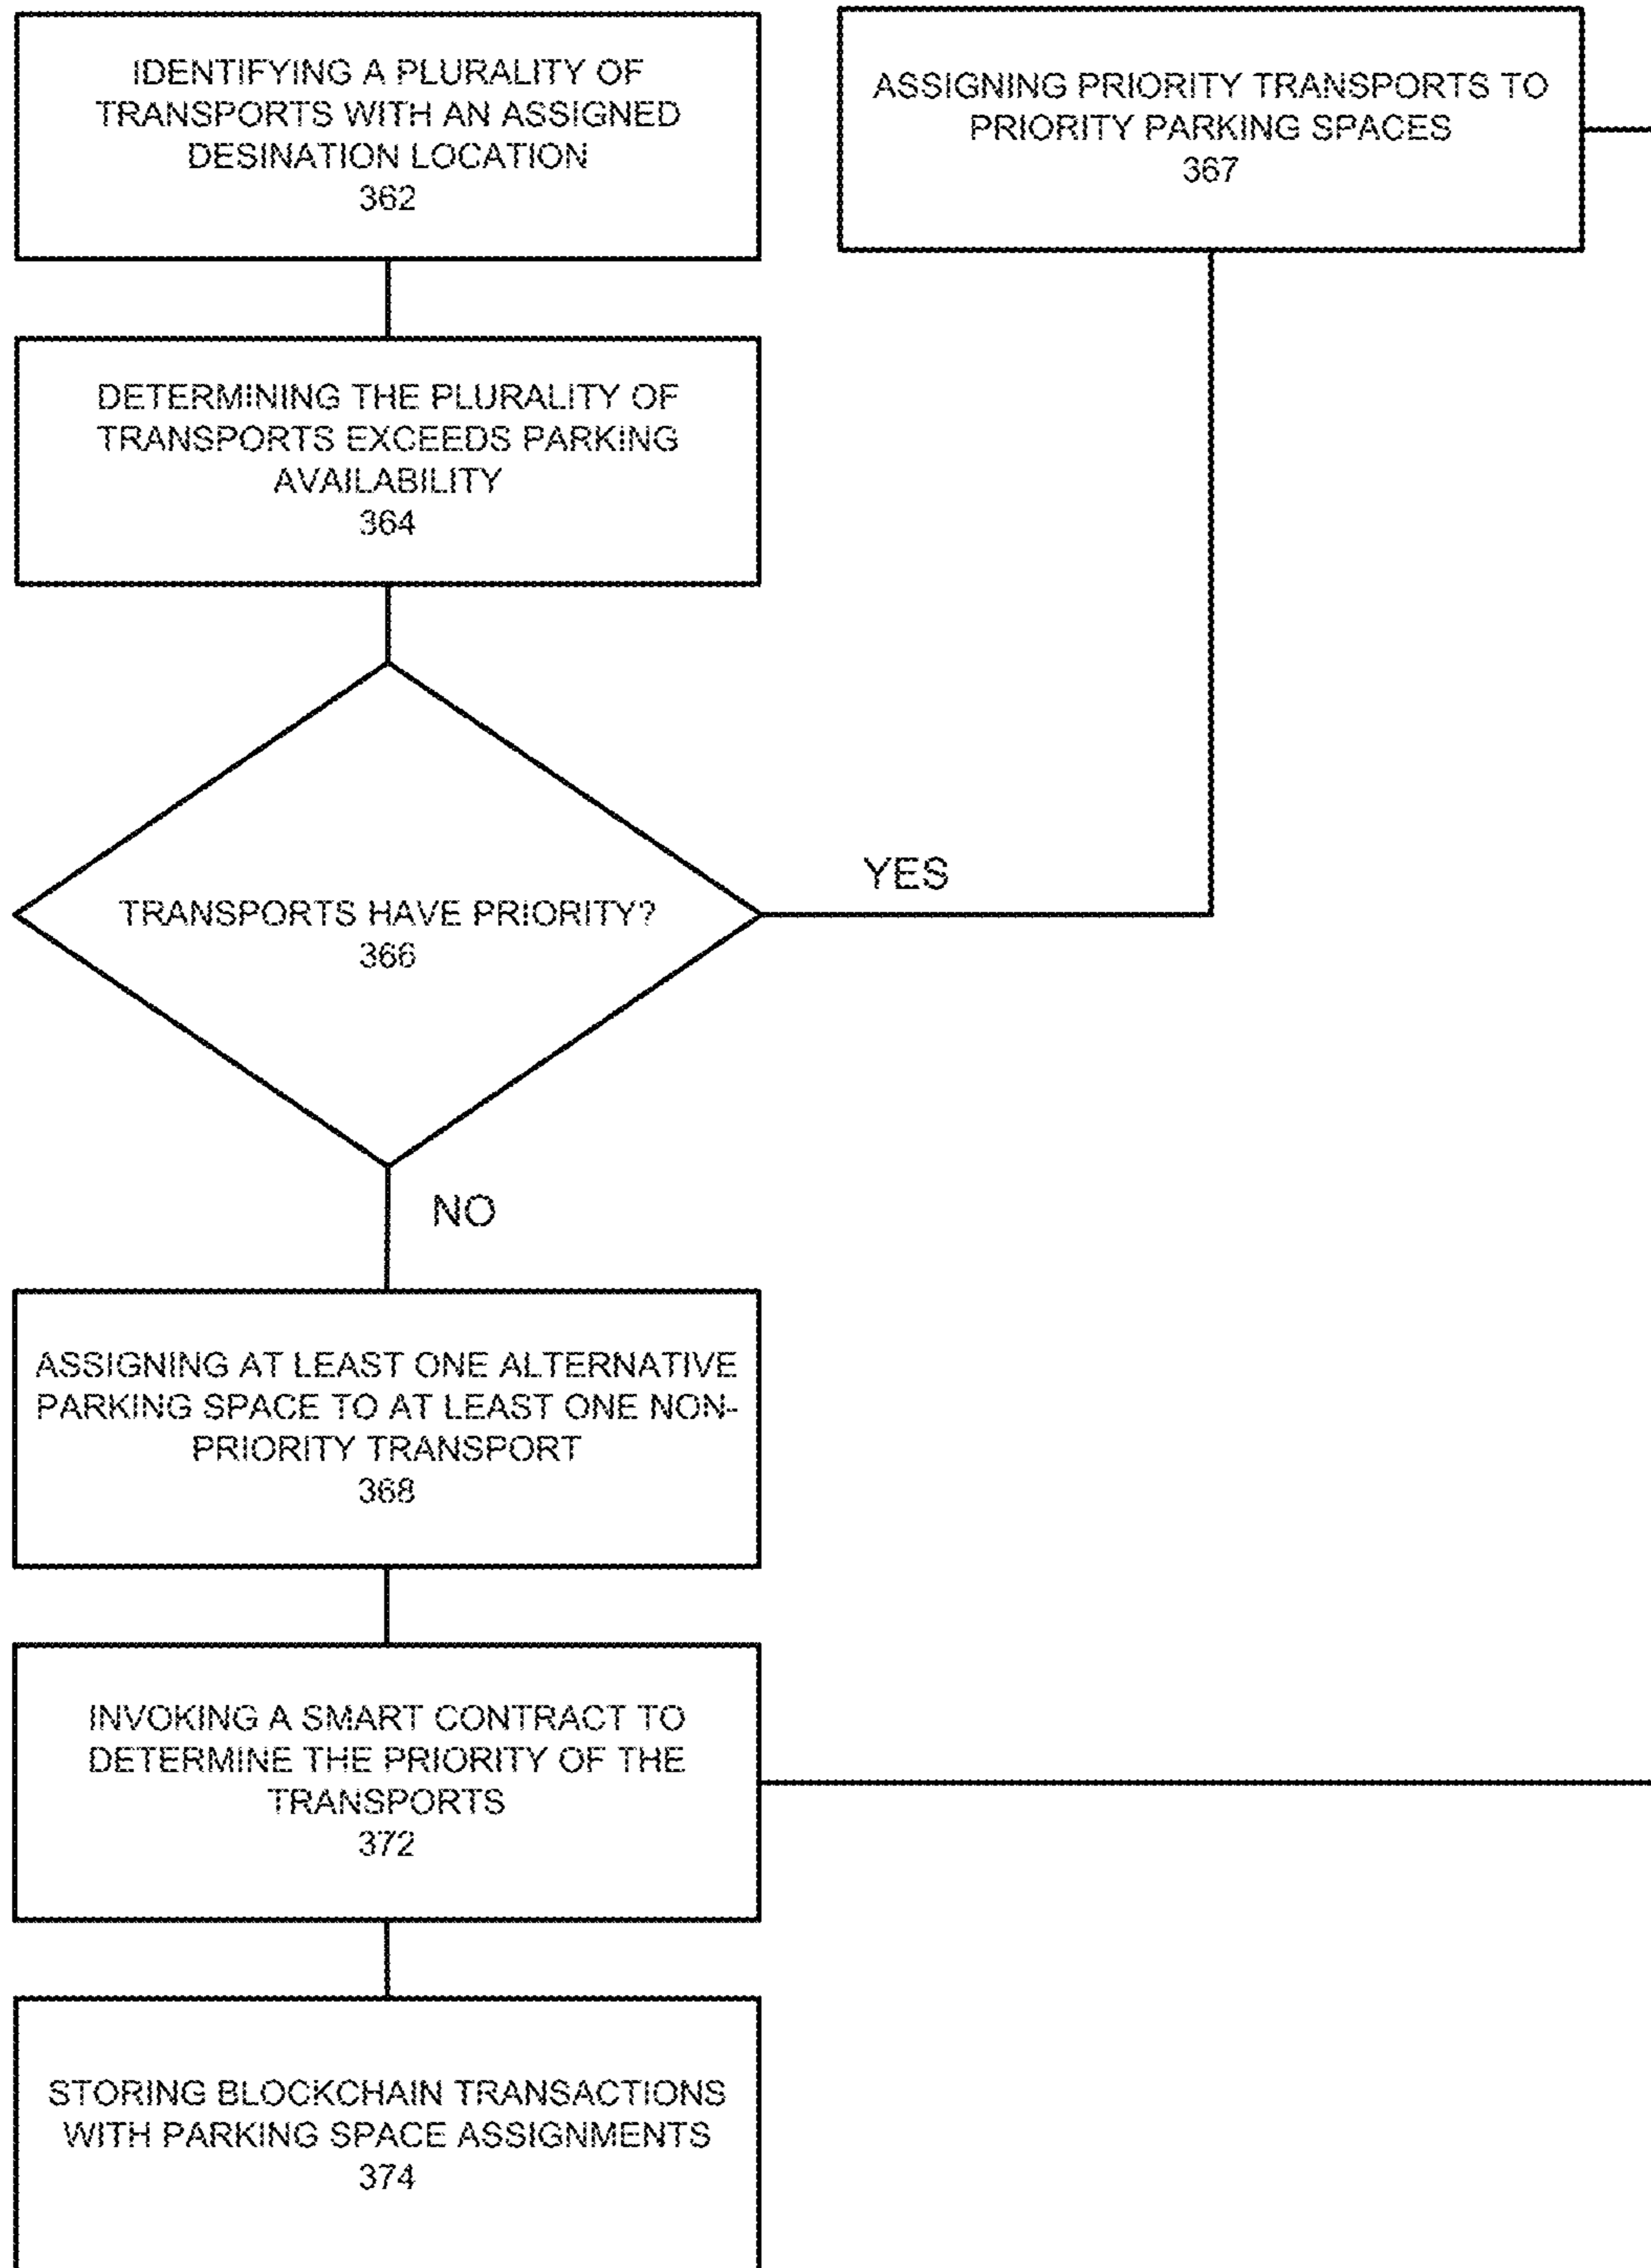 IDENTIFYING A PLURALITY OF
TRANSPORTS WITH AN ASSIGNED
DESINATION LOCATION
362
ASSIGNING PRIORITY TRANSPORTS TO
PRIORITY PARKING SPACES
367
DETERMINING THE PLURALITY OF
TRANSPORTS EXCEEDS PARKING
AVAILABILITY
364
YES
TRANSPORTS HAVE PRIORITY?
366
NO
ASSIGNING AT LEAST ONE ALTERNATIVE
PARKING SPACE TO AT LEAST ONE NON-
PRIORITY TRANSPORT
368
INVOKING A SMART CONTRACT TO
DETERMINE THE PRIORITY OF THE
TRANSPORTS
372
STORING BLOCKCHAIN TRANSACTIONS
WITH PARKING SPACE ASSIGNMENTS
374